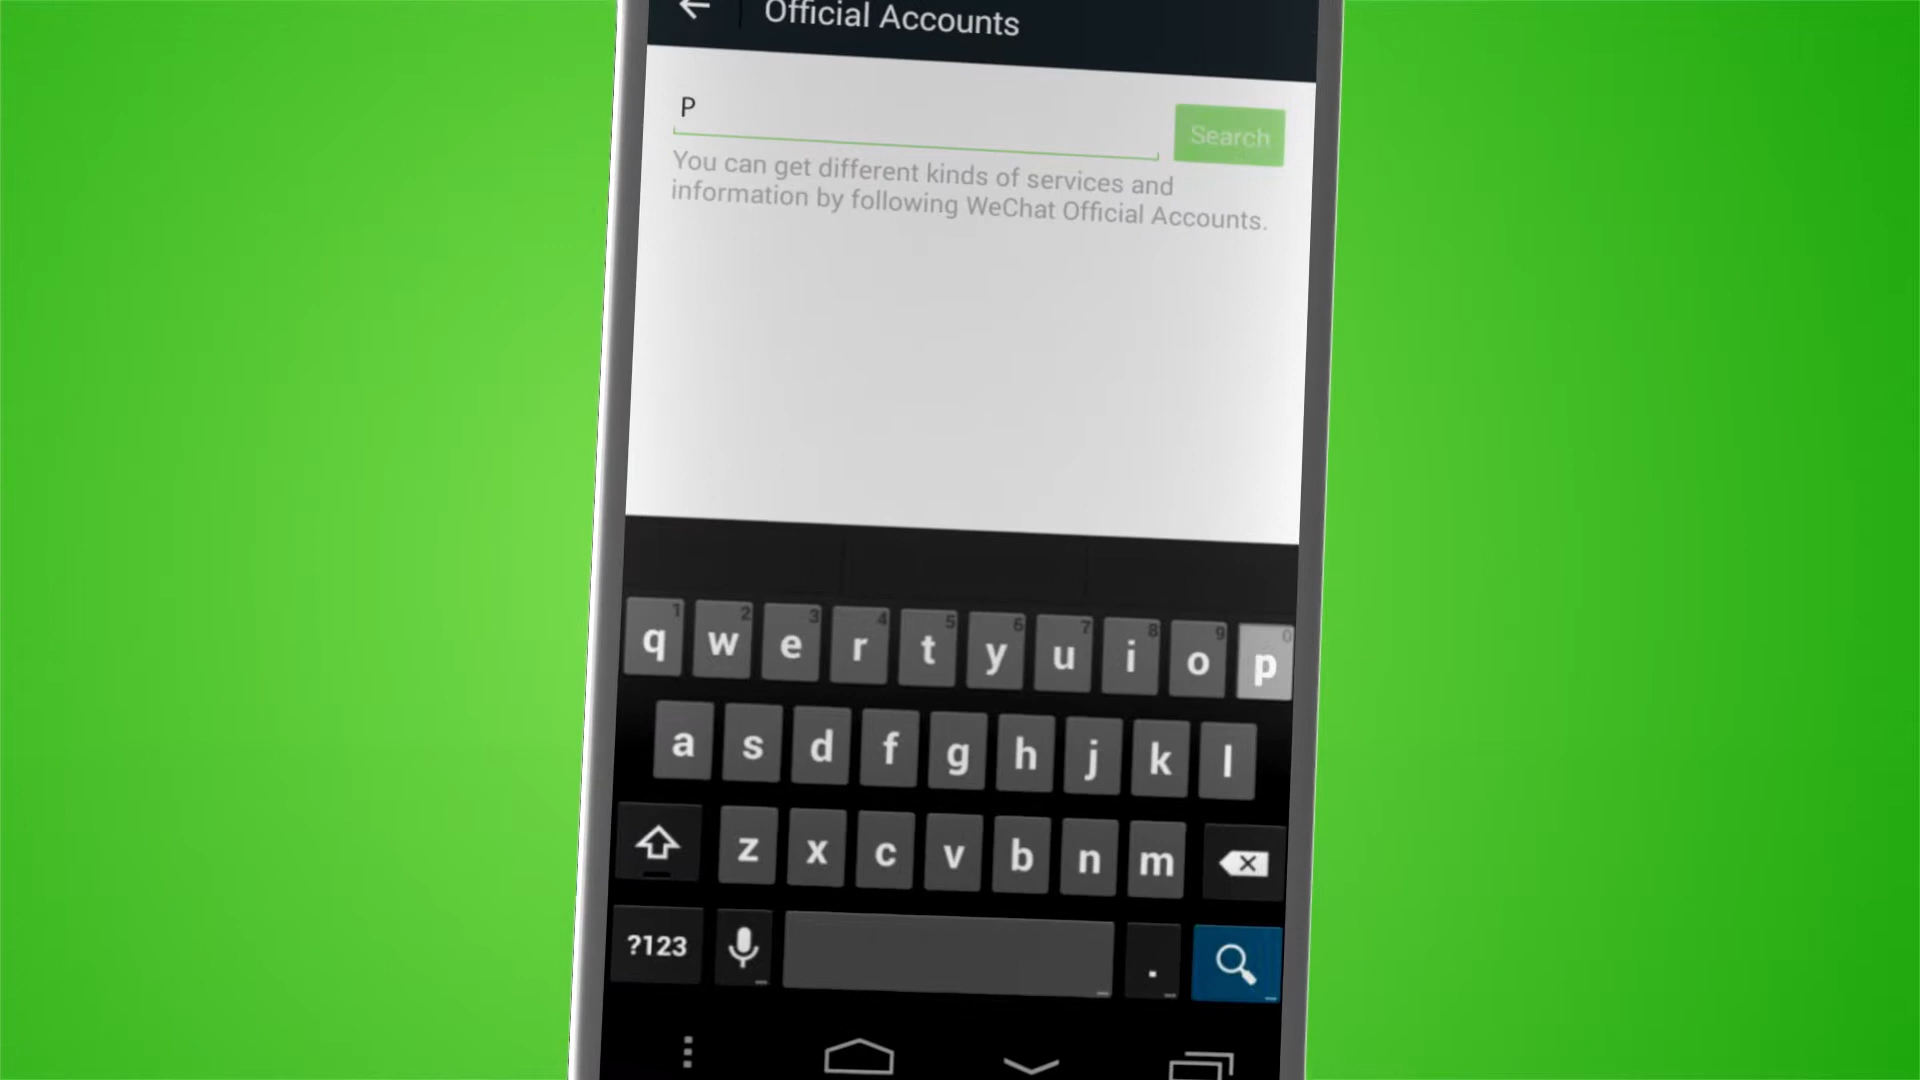 Official Accounts
P
Search
You can get different kinds of services and
information by following WeChat Official Accounts.
1 2 3 4 5 6 7 8 9 0
q w e r t y u i o p
a s d f g h j k l
z x c v b n m
?123 .